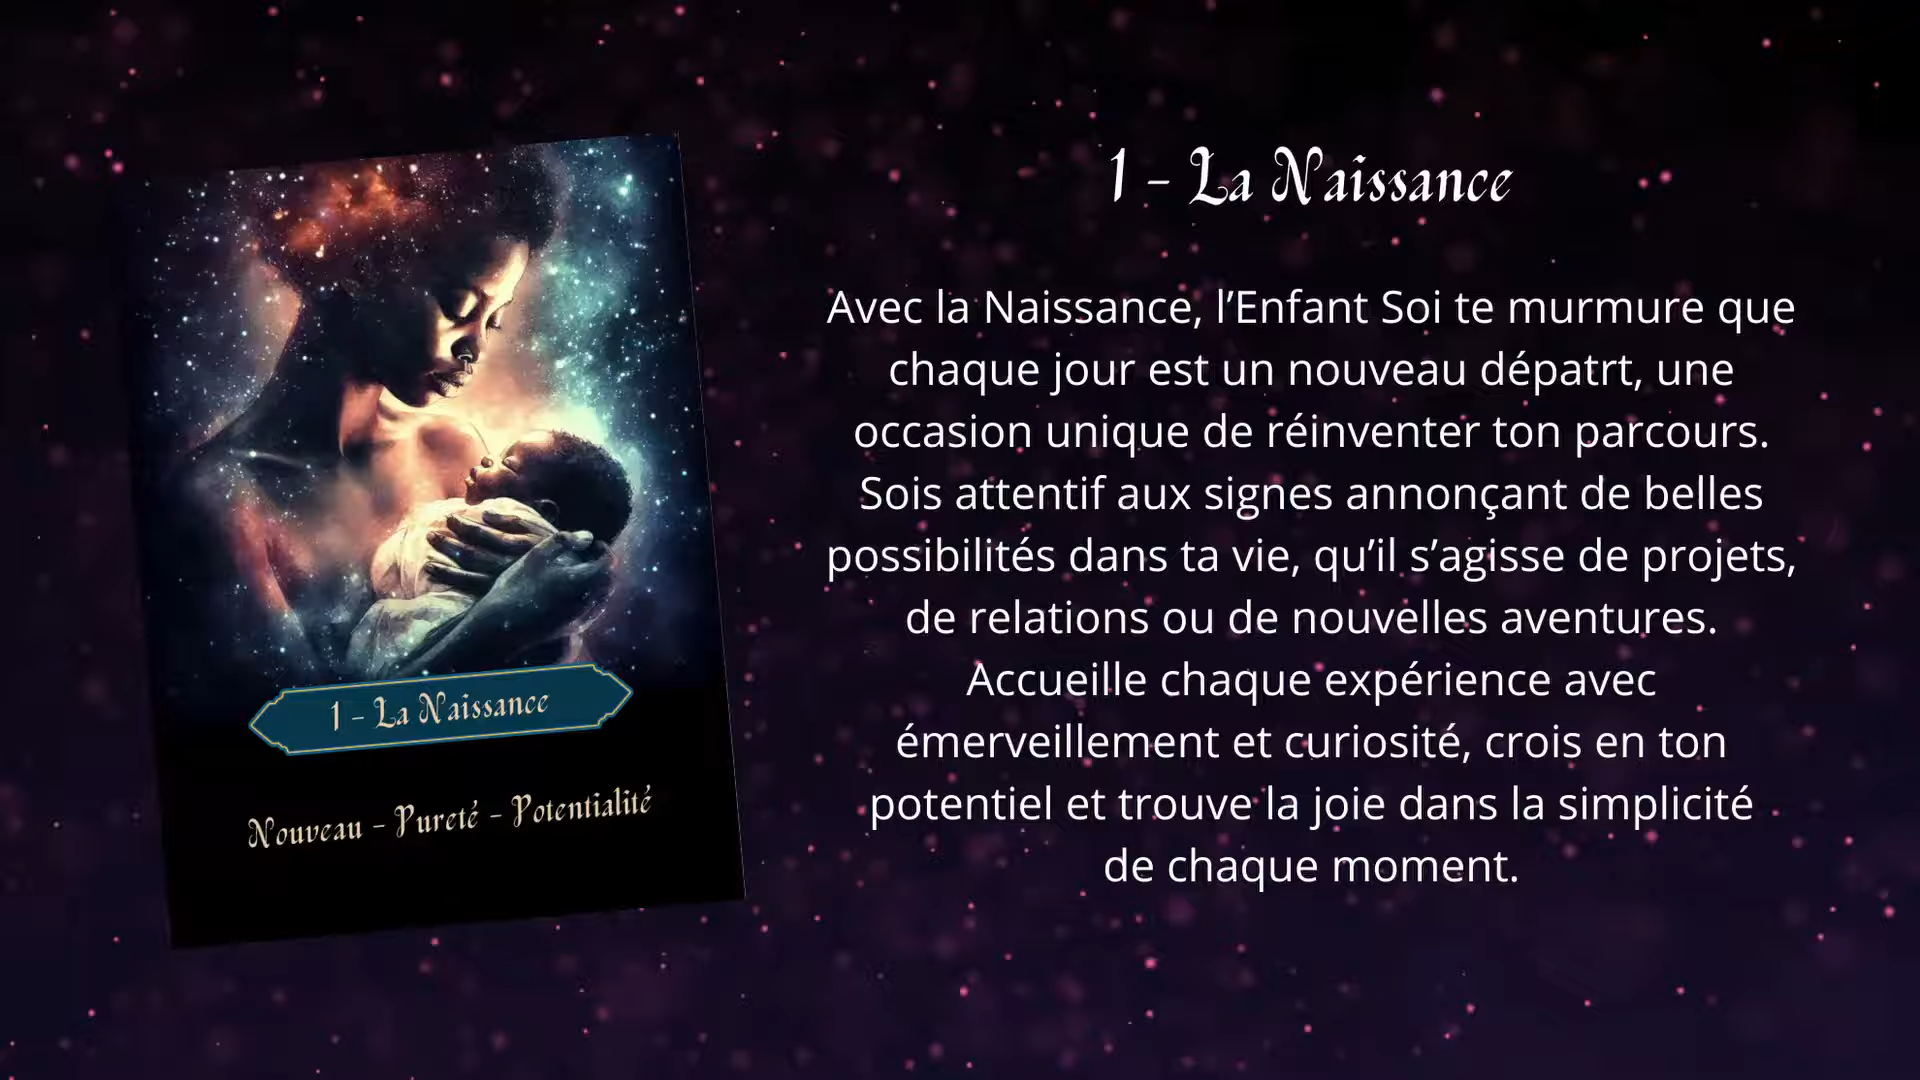 1 - La Naissance
Nouveau - Pureté - Potentialité
1 - La Naissance
Avec la Naissance, l’Enfant Soi te murmure que
chaque jour est un nouveau dépatrt, une
occasion unique de réinventer ton parcours.
Sois attentif aux signes annonçant de belles
possibilités dans ta vie, qu’il s’agisse de projets,
de relations ou de nouvelles aventures.
Accueille chaque expérience avec
émerveillement et curiosité, crois en ton
potentiel et trouve la joie dans la simplicité
de chaque moment.